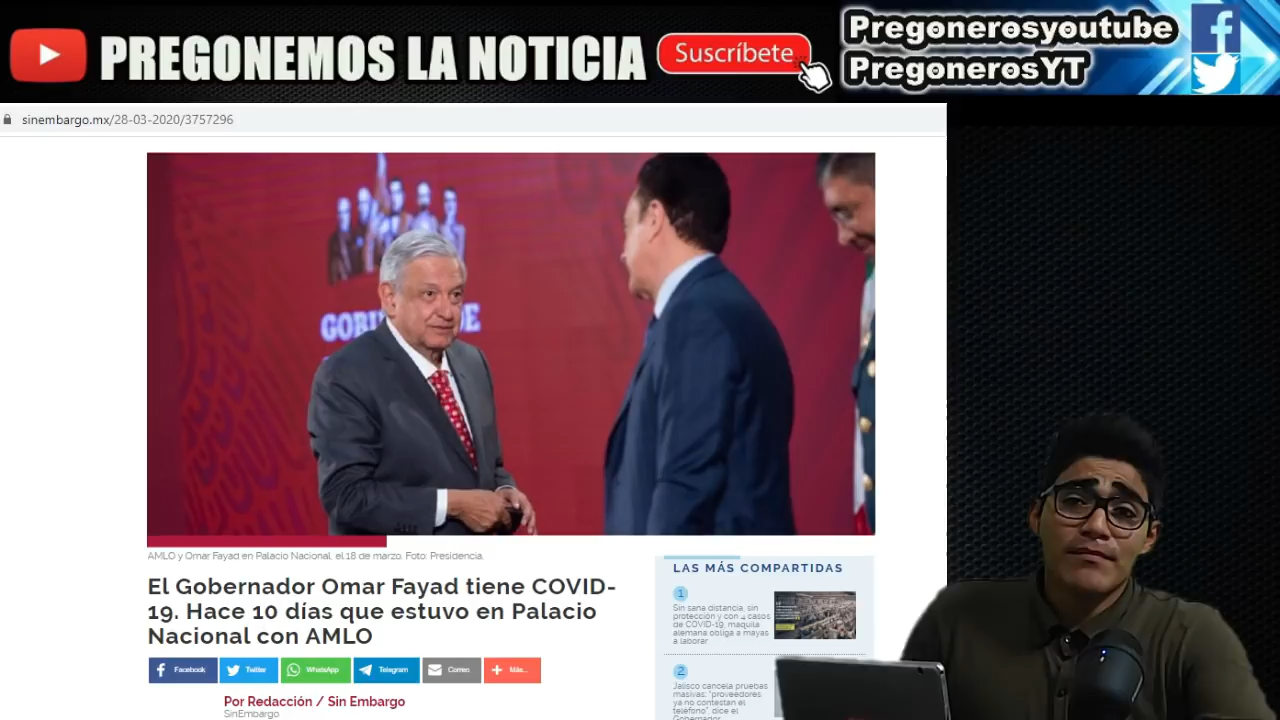 PREGONEMOS LA NOTICIA
Suscríbete
Pregonerosyoutube
PregonerosYT
sinembargo.mx/28-03-2020/3757296
GOBI DE
AMLO y Omar Fayad en Palacio Nacional, el 18 de marzo. Foto: Presidencia.
El Gobernador Omar Fayad tiene COVID-
19. Hace 10 días que estuvo en Palacio
Nacional con AMLO
Facebook
Twitter
WhatsApp
Telegram
Correo
Más...
Por Redacción / Sin Embargo
SinEmbargo
LAS MÁS COMPARTIDAS
1
Sin sana distancia, sin
protección y con 4 casos
de COVID-19, maquila
alemana obliga a mayas
a laborar
2
Jalisco cancela pruebas
masivas: "proveedores
ya no contestan el
teléfono", dice el
Gobernador